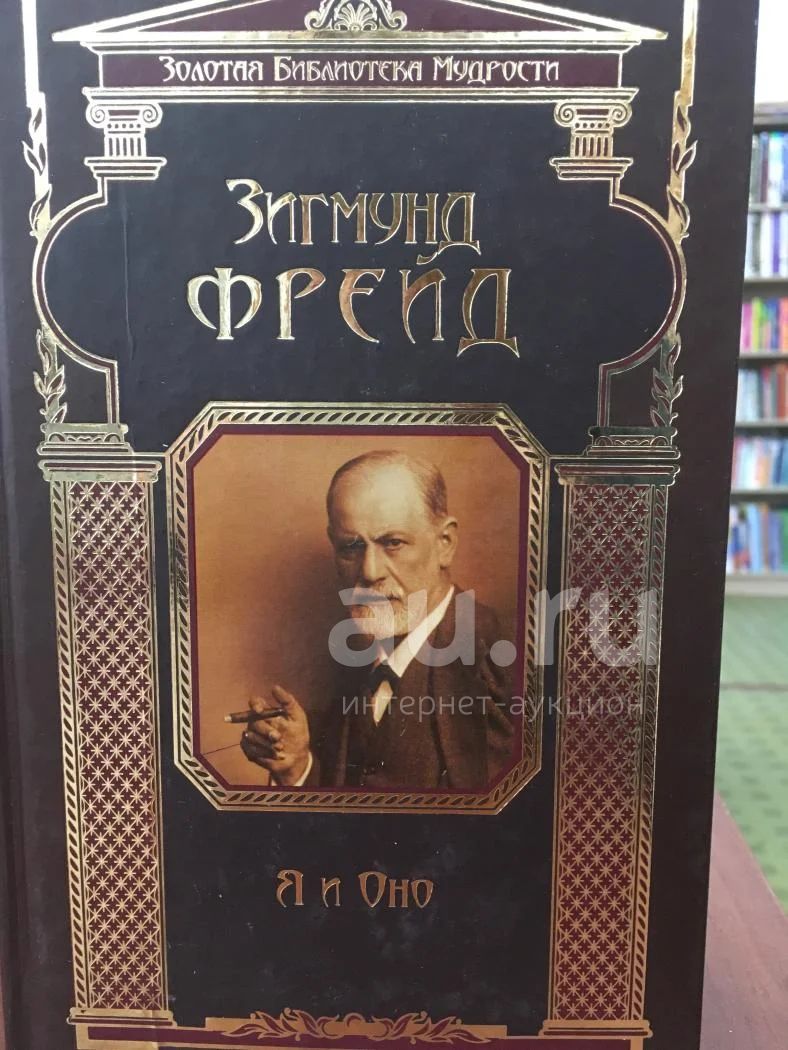 Золотая Библиотека Мудрости
Зигмунд
Фрейд
au.ru
интернет-аукцион
Я и Оно